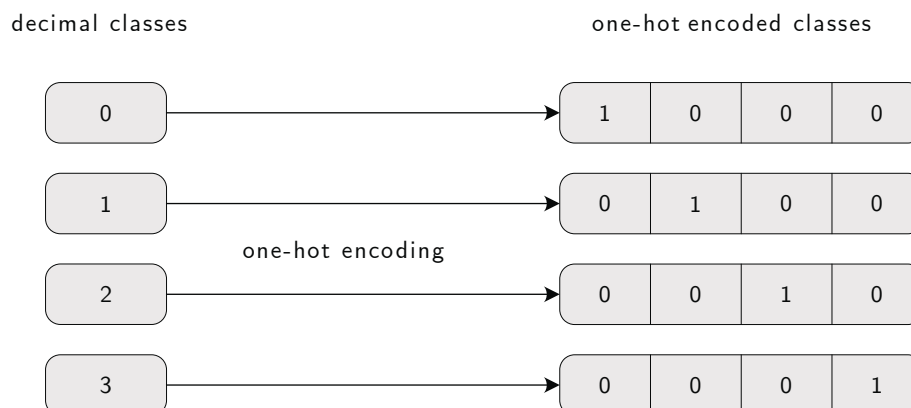 decimal classes one-hot encoded classes
0 1 0 0 0
1 0 1 0 0
one-hot encoding
2 0 0 1 0
3 0 0 0 1